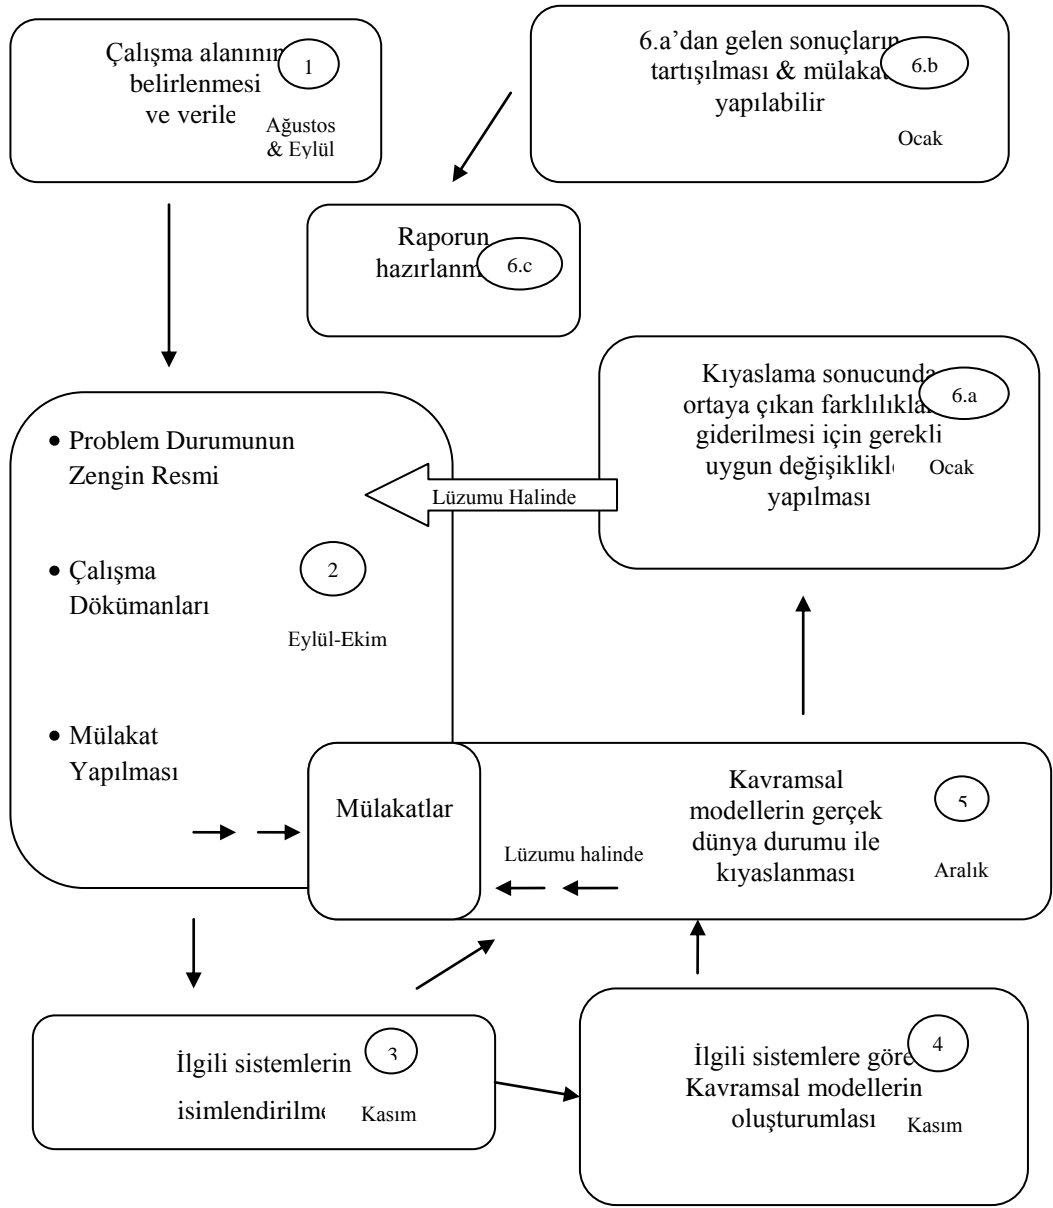 Çalışma alanının
belirlenmesi
ve verile
1
Ağustos
& Eylül
6.a’dan gelen sonuçların
tartışılması & mülakat
yapılabilir
6.b
Ocak
Raporun
hazırlanm
6.c
Kıyaslama sonucunda
ortaya çıkan farklılıkla
giderilmesi için gerekli
uygun değişiklikl
yapılması
6.a
Ocak
Lüzumu Halinde
• Problem Durumunun
Zengin Resmi
• Çalışma
Dökümanları
2
Eylül-Ekim
• Mülakat
Yapılması
Mülakatlar
Lüzumu halinde
Kavramsal
modellerin gerçek
dünya durumu ile
kıyaslanması
5
Aralık
İlgili sistemlerin
isimlendirilme
3
Kasım
İlgili sistemlere göre
Kavramsal modellerin
oluşturumlası
4
Kasım